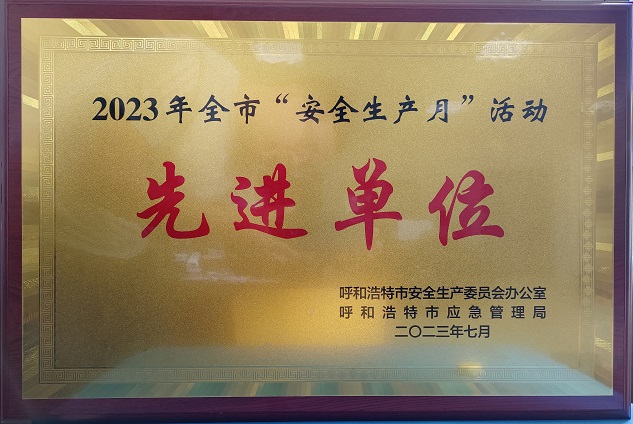 2023年全市“安全生产月”活动
先进单位
呼和浩特市安全生产委员会办公室
呼和浩特市应急管理局
二〇二三年七月